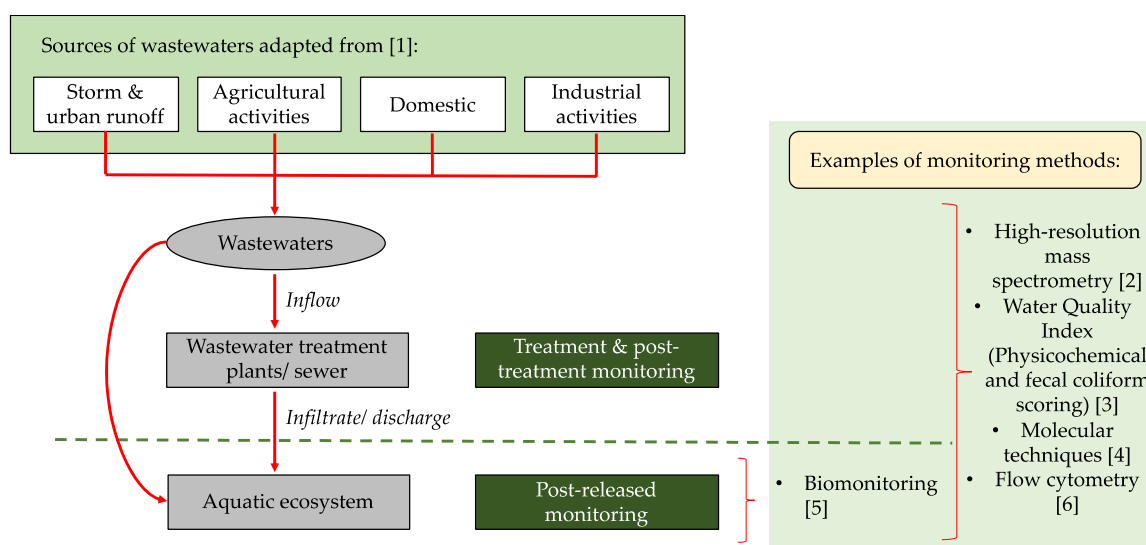 Sources of wastewaters adapted from [1]:
Storm &
urban runoff
Agricultural
activities
Domestic
Industrial
activities
Wastewaters
Inflow
Wastewater treatment
plants/ sewer
Infiltrate/ discharge
Aquatic ecosystem
Treatment & post-
treatment monitoring
Post-released
monitoring
Examples of monitoring methods:
• Biomonitoring
[5]
• High-resolution
mass
spectrometry [2]
• Water Quality
Index
(Physicochemical
and fecal coliform
scoring) [3]
• Molecular
techniques [4]
• Flow cytometry
[6]